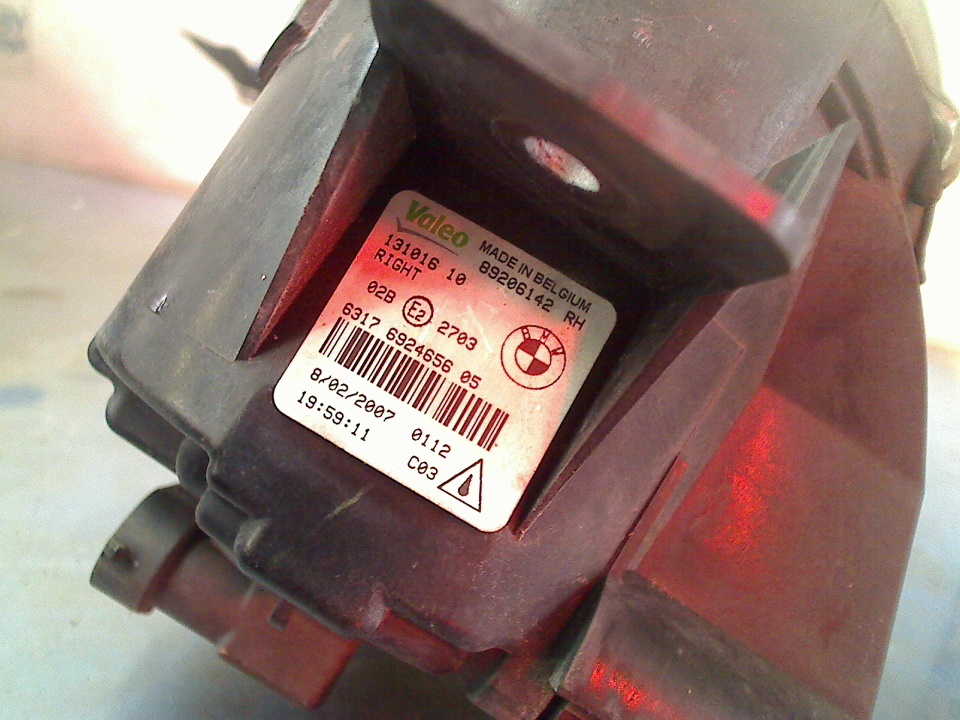 Valeo MADE IN BELGIUM
131016 10 89206142 RH
RIGHT
02B E2 2703
BMW
6317 6924656 05
8/02/2007 0112
19:59:11 C03